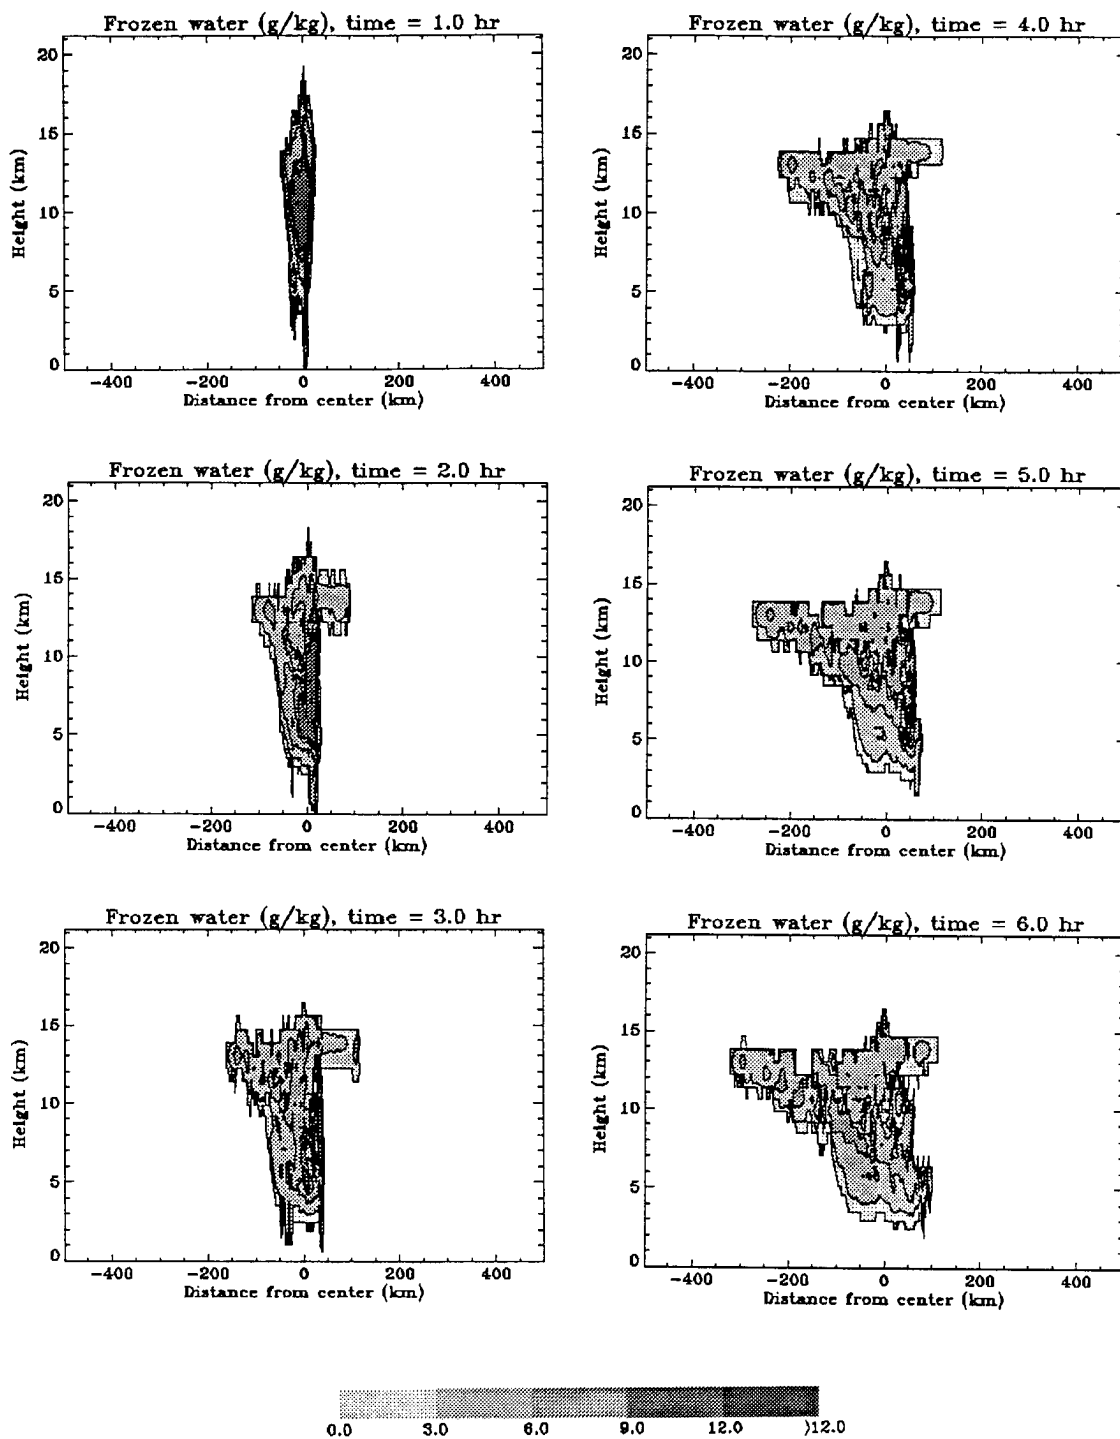 Frozen water (g/kg), time = 1.0 hr
20
15
10
5
0
Height (km)
-400 -200 0 200 400
Distance from center (km)
Frozen water (g/kg), time = 4.0 hr
20
15
10
5
0
Height (km)
-400 -200 0 200 400
Distance from center (km)
Frozen water (g/kg), time = 2.0 hr
20
15
10
5
0
Height (km)
-400 -200 0 200 400
Distance from center (km)
Frozen water (g/kg), time = 5.0 hr
20
15
10
5
0
Height (km)
-400 -200 0 200 400
Distance from center (km)
Frozen water (g/kg), time = 3.0 hr
20
15
10
5
0
Height (km)
-400 -200 0 200 400
Distance from center (km)
Frozen water (g/kg), time = 6.0 hr
20
15
10
5
0
Height (km)
-400 -200 0 200 400
Distance from center (km)
0.0 3.0 6.0 9.0 12.0 >12.0